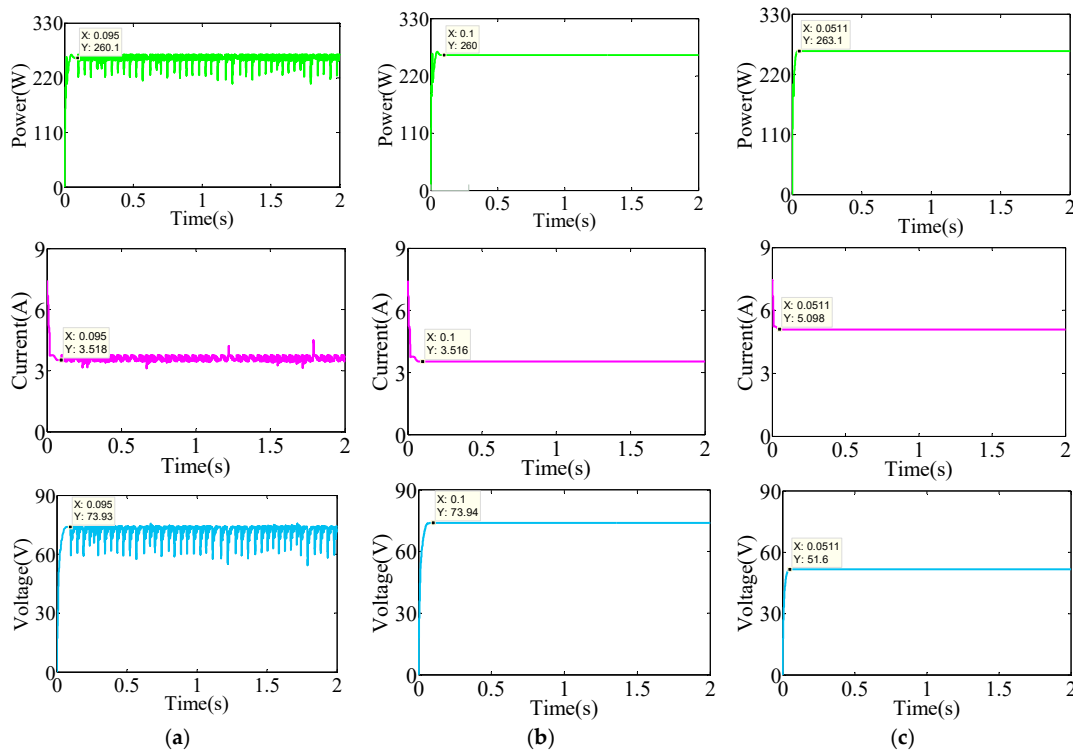 330
220
110
0
Power(W)
X: 0.095
Y: 260.1
0
0.5
1
1.5
2
Time(s)
330
220
110
0
Power(W)
X: 0.1
Y: 260
0
0.5
1
1.5
2
Time(s)
330
220
110
0
Power(W)
X: 0.0511
Y: 263.1
0
0.5
1
1.5
2
Time(s)
9
6
3
0
Current(A)
X: 0.095
Y: 3.518
0
0.5
1
1.5
2
Time(s)
9
6
3
0
Current(A)
X: 0.1
Y: 3.516
0
0.5
1
1.5
2
Time(s)
9
6
3
0
Current(A)
X: 0.0511
Y: 5.098
0
0.5
1
1.5
2
Time(s)
90
60
30
0
Voltage(V)
X: 0.095
Y: 73.93
0
0.5
1
1.5
2
Time(s)
90
60
30
0
Voltage(V)
X: 0.1
Y: 73.94
0
0.5
1
1.5
2
Time(s)
90
60
30
0
Voltage(V)
X: 0.0511
Y: 51.6
0
0.5
1
1.5
2
Time(s)
(a)
(b)
(c)